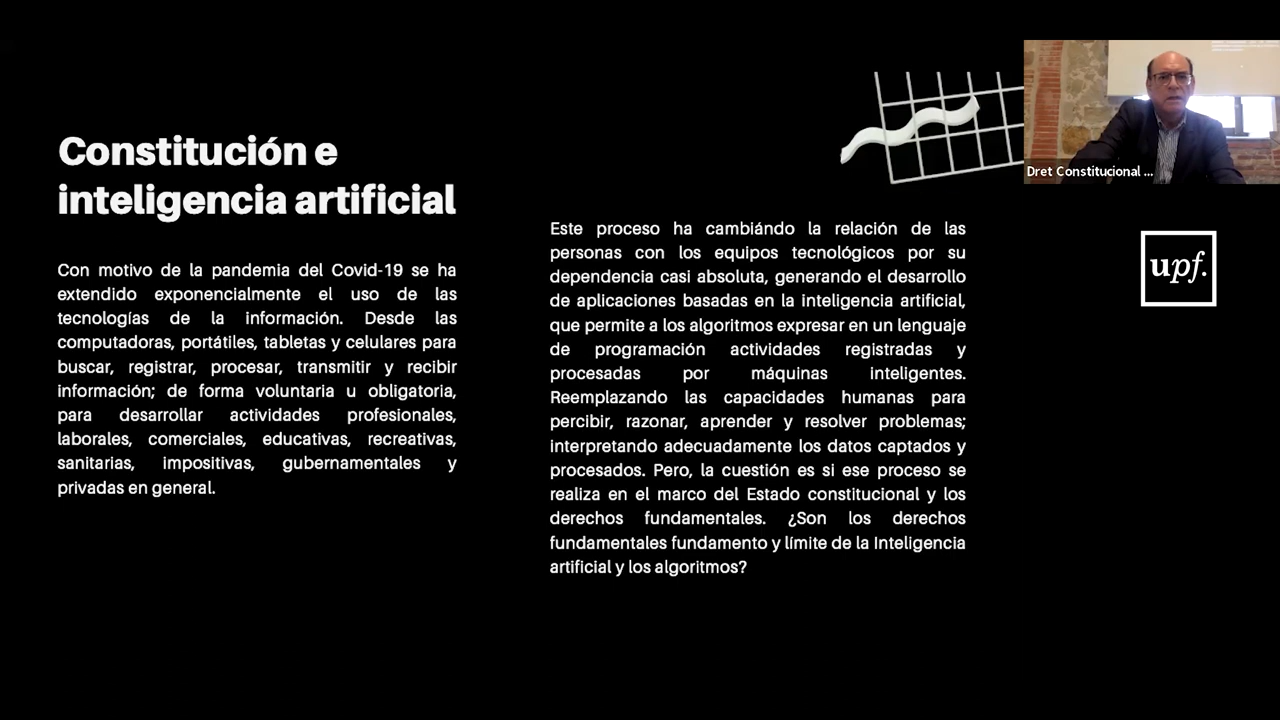 Constitución e
inteligencia artificial
Con motivo de la pandemia del Covid-19 se ha
extendido exponencialmente el uso de las
tecnologías de la información. Desde las
computadoras, portátiles, tabletas y celulares para
buscar, registrar, procesar, transmitir y recibir
información; de forma voluntaria u obligatoria,
para desarrollar actividades profesionales,
laborales, comerciales, educativas, recreativas,
sanitarias, impositivas, gubernamentales y
privadas en general.
Este proceso ha cambiándo la relación de las
personas con los equipos tecnológicos por su
dependencia casi absoluta, generando el desarrollo
de aplicaciones basadas en la inteligencia artificial,
que permite a los algoritmos expresar en un lenguaje
de programación actividades registradas y
procesadas por máquinas inteligentes.
Reemplazando las capacidades humanas para
percibir, razonar, aprender y resolver problemas;
interpretando adecuadamente los datos captados y
procesados. Pero, la cuestión es si ese proceso se
realiza en el marco del Estado constitucional y los
derechos fundamentales. ¿Son los derechos
fundamentales fundamento y límite de la Inteligencia
artificial y los algoritmos?
Dret Constitucional ...
upf.